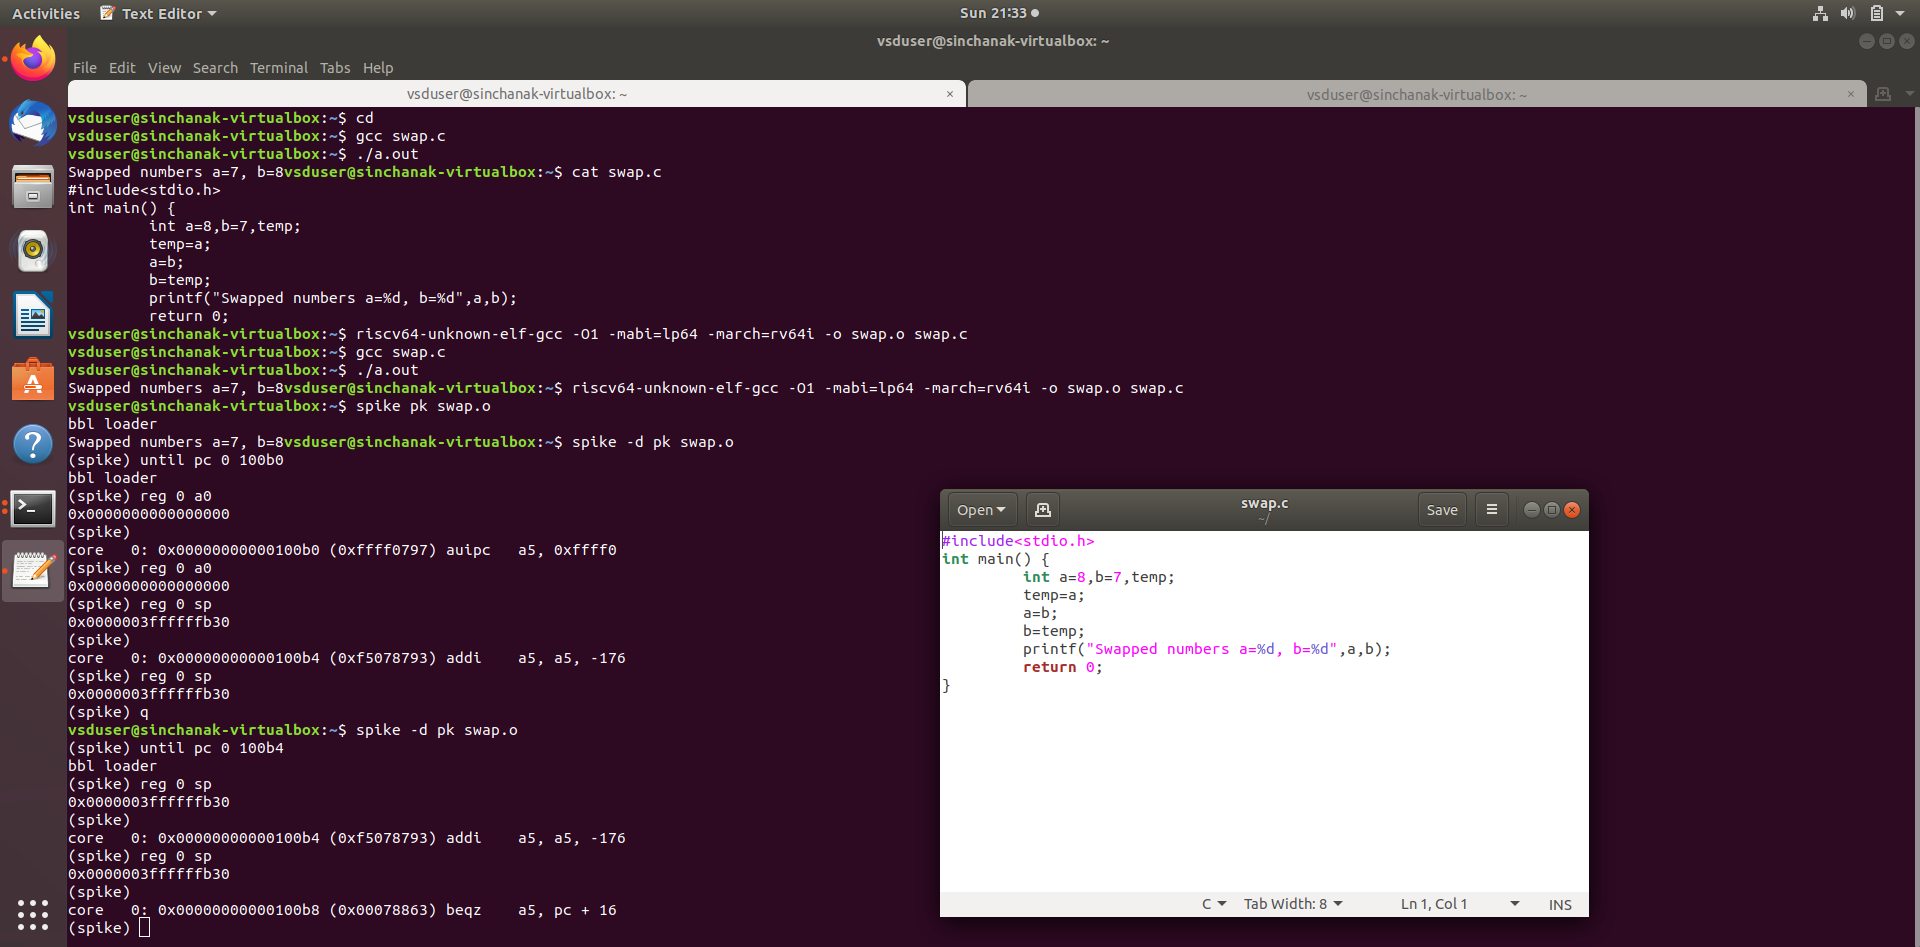 Activities Text Editor Sun 21:33
vsduser@sinchanak-virtualbox: ~
File Edit View Search Terminal Tabs Help
vsduser@sinchanak-virtualbox: ~ × vsduser@sinchanak-virtualbox: ~ ×
vsduser@sinchanak-virtualbox:~$ cd
vsduser@sinchanak-virtualbox:~$ gcc swap.c
vsduser@sinchanak-virtualbox:~$ ./a.out
Swapped numbers a=7, b=8vsduser@sinchanak-virtualbox:~$ cat swap.c
#include<stdio.h>
int main() {
int a=8,b=7,temp;
temp=a;
a=b;
b=temp;
printf("Swapped numbers a=%d, b=%d",a,b);
return 0;
vsduser@sinchanak-virtualbox:~$ riscv64-unknown-elf-gcc -O1 -mabi=lp64 -march=rv64i -o swap.o swap.c
vsduser@sinchanak-virtualbox:~$ gcc swap.c
vsduser@sinchanak-virtualbox:~$ ./a.out
Swapped numbers a=7, b=8vsduser@sinchanak-virtualbox:~$ riscv64-unknown-elf-gcc -O1 -mabi=lp64 -march=rv64i -o swap.o swap.c
vsduser@sinchanak-virtualbox:~$ spike pk swap.o
bbl loader
Swapped numbers a=7, b=8vsduser@sinchanak-virtualbox:~$ spike -d pk swap.o
(spike) until pc 0 100b0
bbl loader
(spike) reg 0 a0
0x0000000000000000
(spike)
core 0: 0x00000000000100b0 (0xffff0797) auipc a5, 0xffff0
(spike) reg 0 a0
0x0000000000000000
(spike) reg 0 sp
0x0000003ffffffb30
(spike)
core 0: 0x00000000000100b4 (0xf5078793) addi a5, a5, -176
(spike) reg 0 sp
0x0000003ffffffb30
(spike) q
vsduser@sinchanak-virtualbox:~$ spike -d pk swap.o
(spike) until pc 0 100b4
bbl loader
(spike) reg 0 sp
0x0000003ffffffb30
(spike)
core 0: 0x00000000000100b4 (0xf5078793) addi a5, a5, -176
(spike) reg 0 sp
0x0000003ffffffb30
(spike)
core 0: 0x00000000000100b8 (0x00078863) beqz a5, pc + 16
(spike)
Open swap.c Save
~/
#include<stdio.h>
int main() {
int a=8,b=7,temp;
temp=a;
a=b;
b=temp;
printf("Swapped numbers a=%d, b=%d",a,b);
return 0;
}
C Tab Width: 8 Ln 1, Col 1 INS